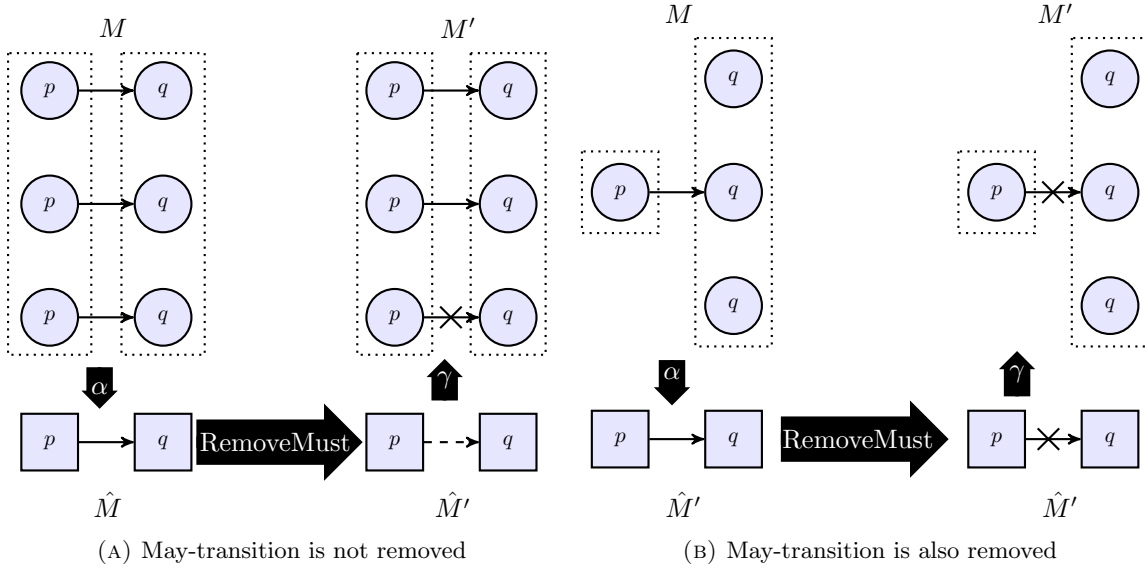 M
M′
p q p q
p q p q
p q p q
α
γ
p q RemoveMust p q
M̂
M̂′
(A) May-transition is not removed
M
M′
q q
p q p q
q q
α
γ
p q RemoveMust p q
M̂′
M̂′
(B) May-transition is also removed